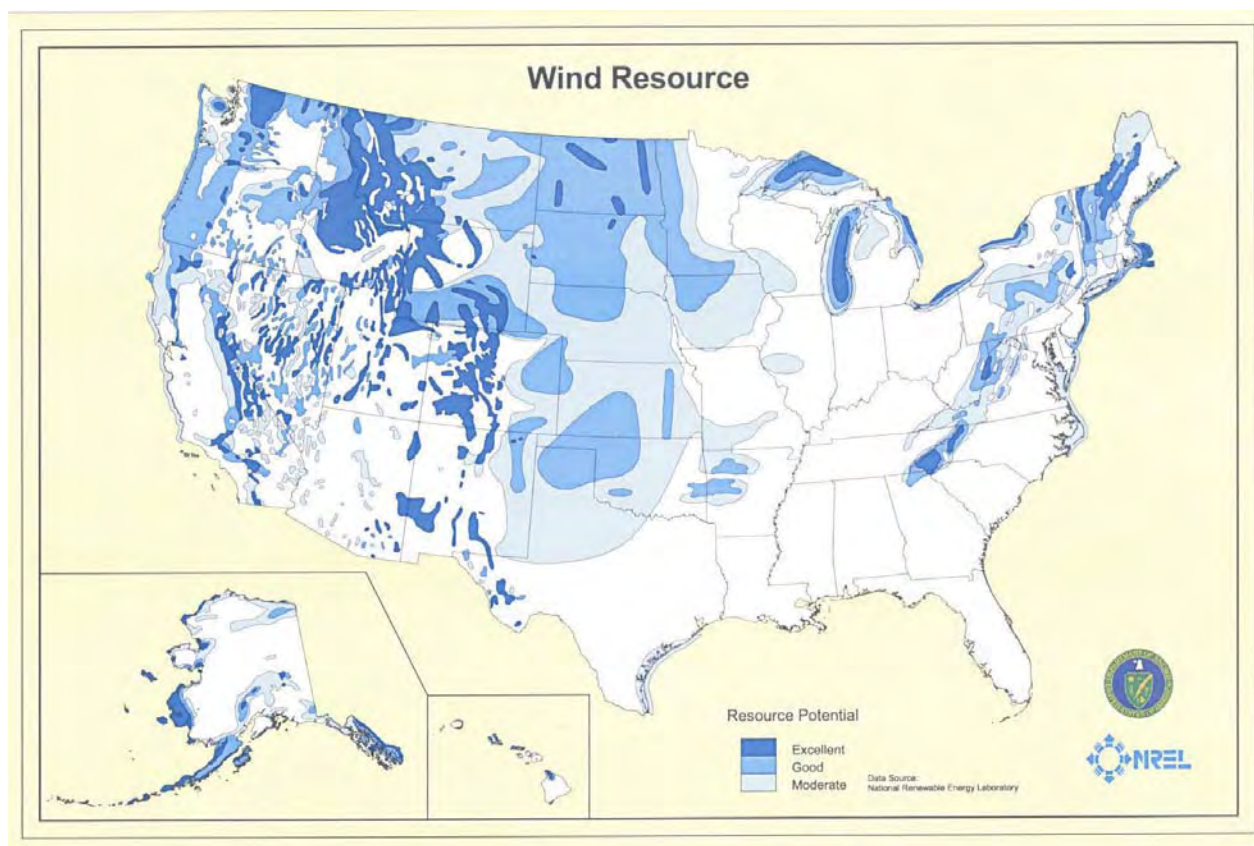 Wind Resource
Resource Potential
Excellent
Good
Moderate
Data Source:
National Renewable Energy Laboratory
NREL